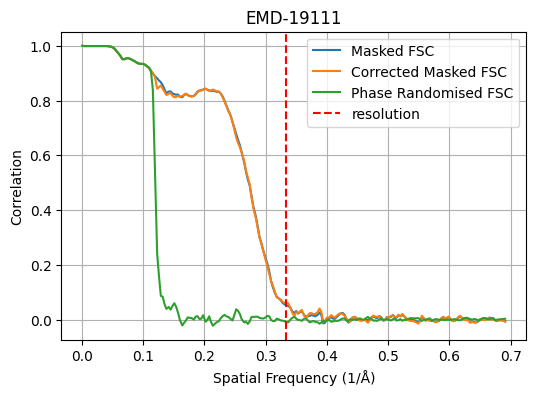 EMD-19111
Masked FSC
Corrected Masked FSC
Phase Randomised FSC
resolution
Correlation
1.0
0.8
0.6
0.4
0.2
0.0
0.0 0.1 0.2 0.3 0.4 0.5 0.6 0.7
Spatial Frequency (1/Å)